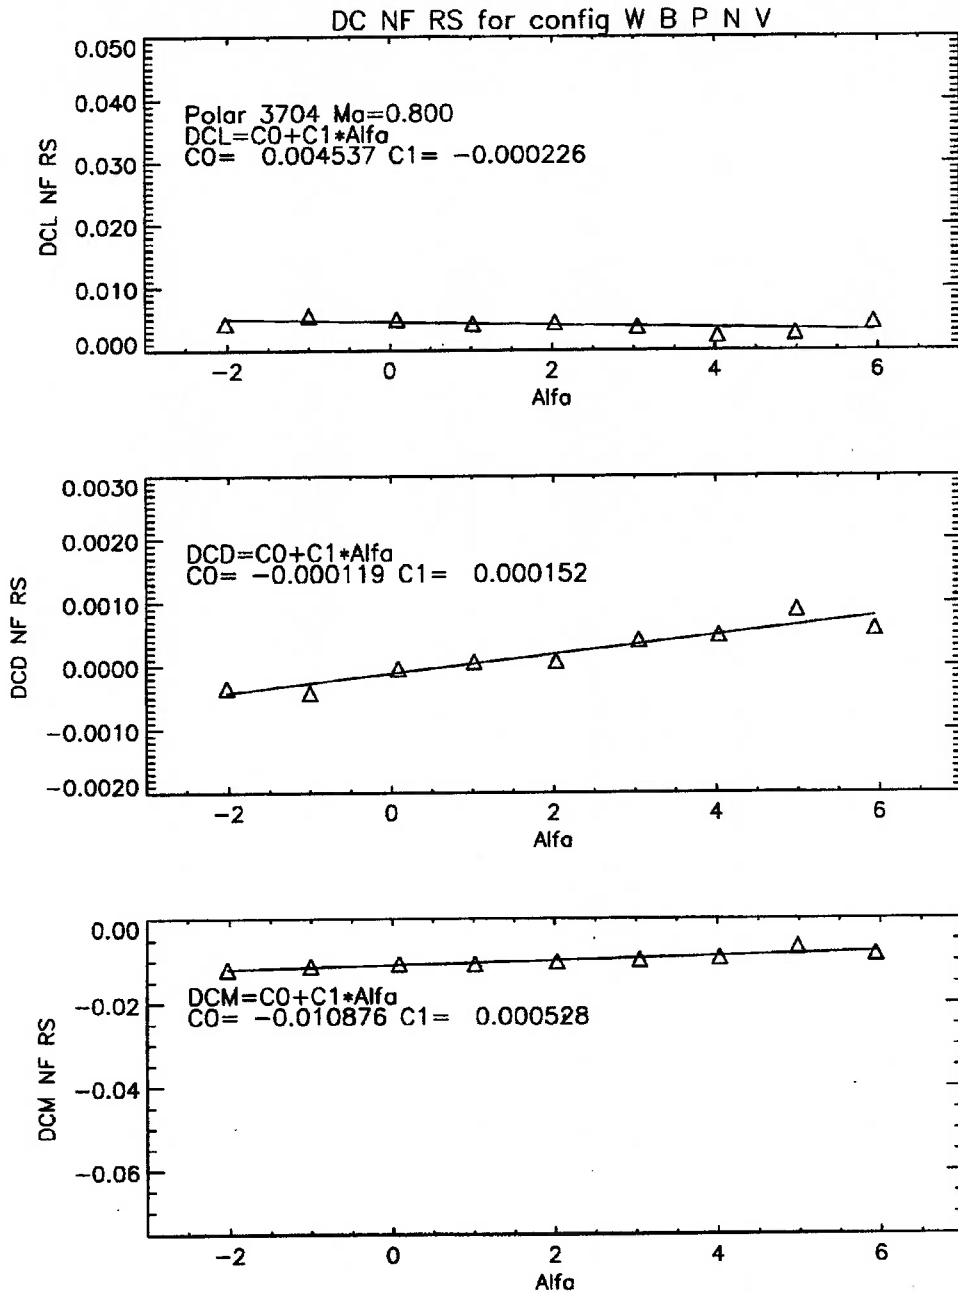 DC NF RS for config W B P N V
0.050
0.040
0.030
0.020
0.010
0.000
DCL NF RS
Polar 3704 Ma=0.800
DCL=C0+C1*Alfa
C0= 0.004537 C1= -0.000226
-2 0 2 4 6
Alfa
0.0030
0.0020
0.0010
0.0000
-0.0010
-0.0020
DCD NF RS
DCD=C0+C1*Alfa
C0= -0.000119 C1= 0.000152
-2 0 2 4 6
Alfa
0.00
-0.02
-0.04
-0.06
DCM NF RS
DCM=C0+C1*Alfa
C0= -0.010876 C1= 0.000528
-2 0 2 4 6
Alfa